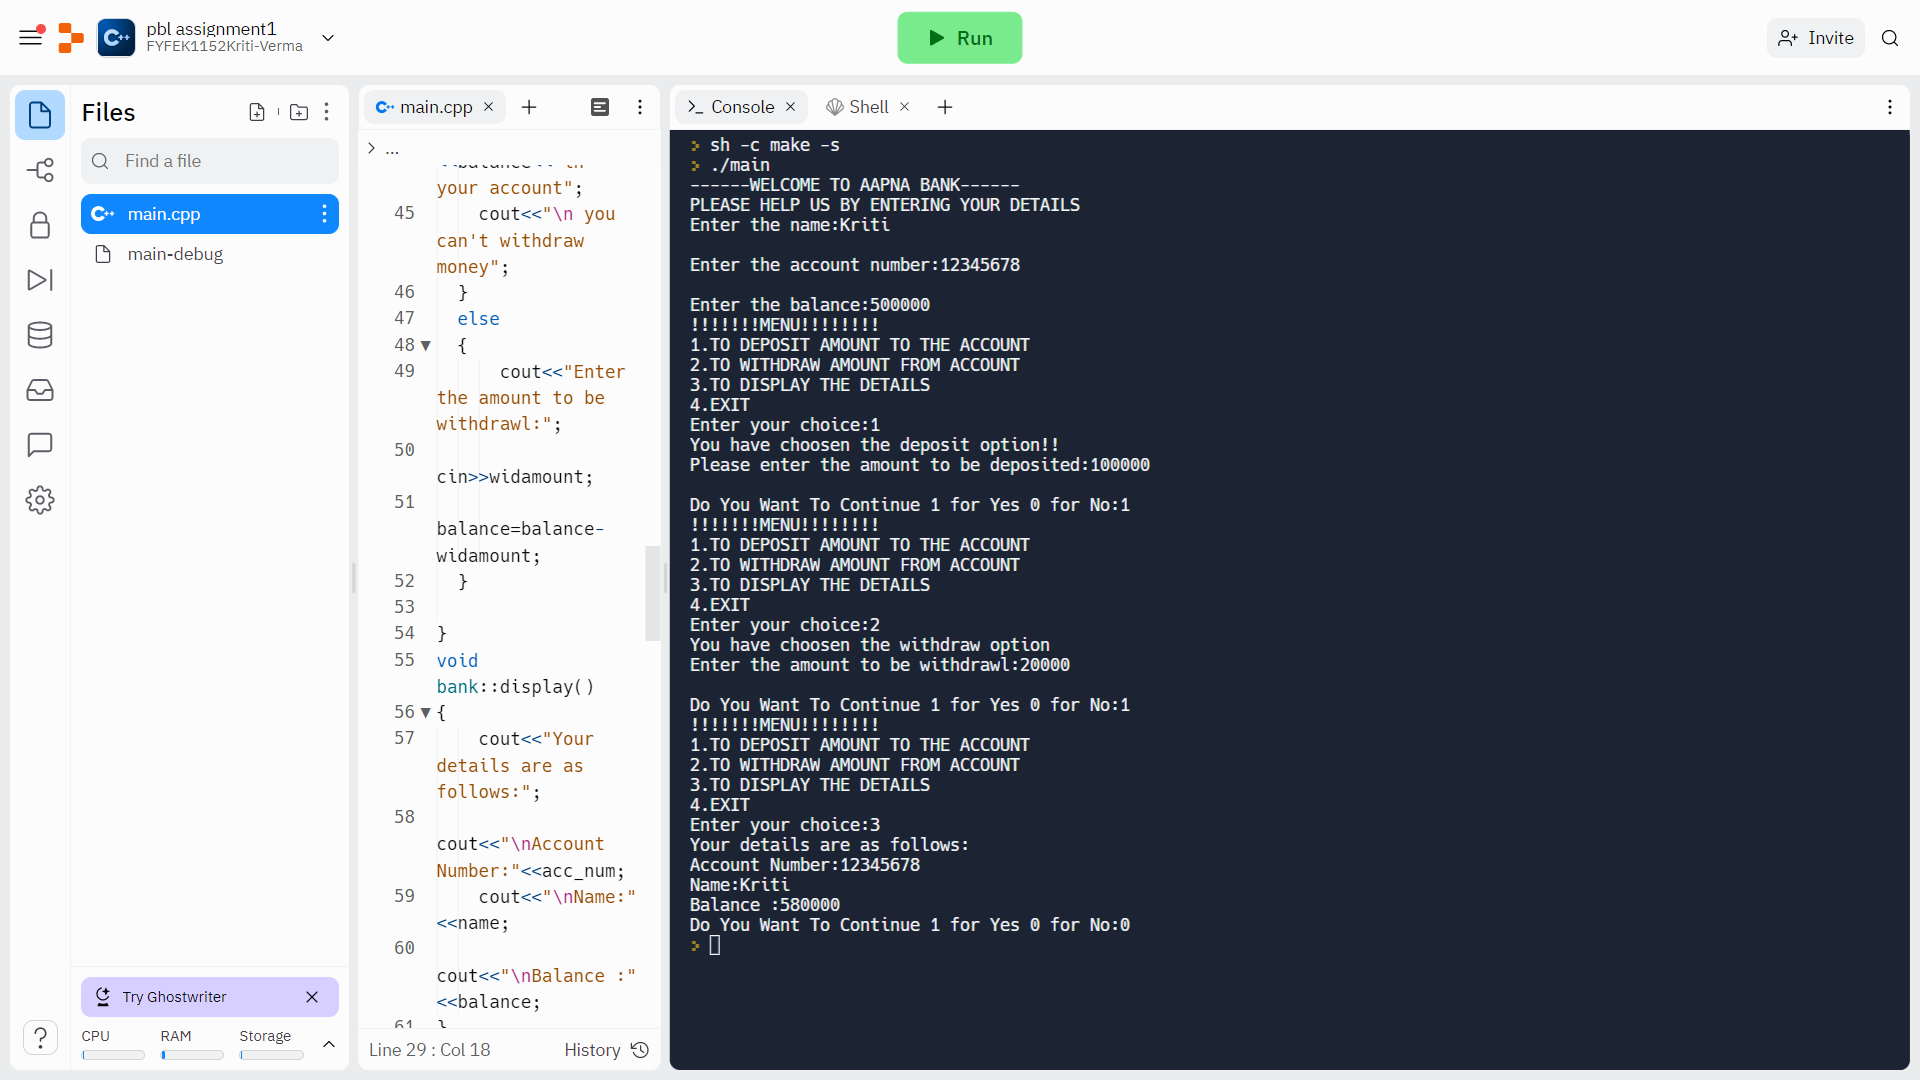 pbl assignment1
FYFEK1152Kriti-Verma
Run
Invite
Files
Find a file
main.cpp
main-debug
Try Ghostwriter
CPU RAM Storage
main.cpp
...
your account";
45 cout<<"\n you
can't withdraw
money";
46 }
47 else
48 {
49 cout<<"Enter
the amount to be
withdrawl:";
50
cin>>widamount;
51
balance=balance-
widamount;
52 }
53
54 }
55 void
bank::display()
56 {
57 cout<<"Your
details are as
follows:";
58
cout<<"\nAccount
Number:"<<acc_num;
59 cout<<"\nName:"
<<name;
60
cout<<"\nBalance :"
<<balance;
61 }
Line 29 : Col 18 History
Console Shell
sh -c make -s
./main
------WELCOME TO AAPNA BANK------
PLEASE HELP US BY ENTERING YOUR DETAILS
Enter the name:Kriti
Enter the account number:12345678
Enter the balance:500000
!!!!!!!MENU!!!!!!!!
1.TO DEPOSIT AMOUNT TO THE ACCOUNT
2.TO WITHDRAW AMOUNT FROM ACCOUNT
3.TO DISPLAY THE DETAILS
4.EXIT
Enter your choice:1
You have choosen the deposit option!!
Please enter the amount to be deposited:100000
Do You Want To Continue 1 for Yes 0 for No:1
!!!!!!!MENU!!!!!!!!
1.TO DEPOSIT AMOUNT TO THE ACCOUNT
2.TO WITHDRAW AMOUNT FROM ACCOUNT
3.TO DISPLAY THE DETAILS
4.EXIT
Enter your choice:2
You have choosen the withdraw option
Enter the amount to be withdrawl:20000
Do You Want To Continue 1 for Yes 0 for No:1
!!!!!!!MENU!!!!!!!!
1.TO DEPOSIT AMOUNT TO THE ACCOUNT
2.TO WITHDRAW AMOUNT FROM ACCOUNT
3.TO DISPLAY THE DETAILS
4.EXIT
Enter your choice:3
Your details are as follows:
Account Number:12345678
Name:Kriti
Balance :580000
Do You Want To Continue 1 for Yes 0 for No:0